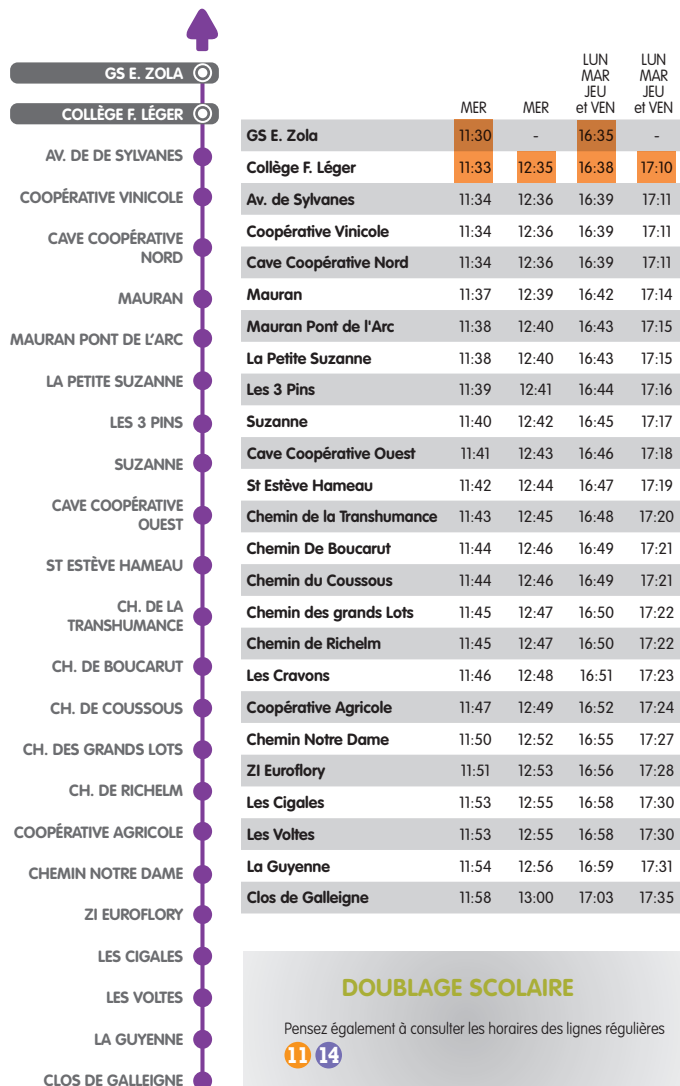 GS E. ZOLA
COLLÈGE F. LÉGER
AV. DE DE SYLVANES
COOPÉRATIVE VINICOLE
CAVE COOPÉRATIVE
NORD
MAURAN
MAURAN PONT DE L'ARC
LA PETITE SUZANNE
LES 3 PINS
SUZANNE
CAVE COOPÉRATIVE
OUEST
ST ESTÈVE HAMEAU
CH. DE LA
TRANSHUMANCE
CH. DE BOUCARUT
CH. DE COUSSOUS
CH. DES GRANDS LOTS
CH. DE RICHELM
COOPÉRATIVE AGRICOLE
CHEMIN NOTRE DAME
ZI EUROFLORY
LES CIGALES
LES VOLTES
LA GUYENNE
CLOS DE GALLEIGNE
LUN LUN
MAR MAR
JEU JEU
MER MER et VEN et VEN
GS E. Zola 11:30 - 16:35 -
Collège F. Léger 11:33 12:35 16:38 17:10
Av. de Sylvanes 11:34 12:36 16:39 17:11
Coopérative Vinicole 11:34 12:36 16:39 17:11
Cave Coopérative Nord 11:34 12:36 16:39 17:11
Mauran 11:37 12:39 16:42 17:14
Mauran Pont de l'Arc 11:38 12:40 16:43 17:15
La Petite Suzanne 11:38 12:40 16:43 17:15
Les 3 Pins 11:39 12:41 16:44 17:16
Suzanne 11:40 12:42 16:45 17:17
Cave Coopérative Ouest 11:41 12:43 16:46 17:18
St Estève Hameau 11:42 12:44 16:47 17:19
Chemin de la Transhumance 11:43 12:45 16:48 17:20
Chemin De Boucarut 11:44 12:46 16:49 17:21
Chemin du Coussous 11:44 12:46 16:49 17:21
Chemin des grands Lots 11:45 12:47 16:50 17:22
Chemin de Richelm 11:45 12:47 16:50 17:22
Les Cravons 11:46 12:48 16:51 17:23
Coopérative Agricole 11:47 12:49 16:52 17:24
Chemin Notre Dame 11:50 12:52 16:55 17:27
ZI Euroflory 11:51 12:53 16:56 17:28
Les Cigales 11:53 12:55 16:58 17:30
Les Voltes 11:53 12:55 16:58 17:30
La Guyenne 11:54 12:56 16:59 17:31
Clos de Galleigne 11:58 13:00 17:03 17:35
DOUBLAGE SCOLAIRE
Pensez également à consulter les horaires des lignes régulières
11 14